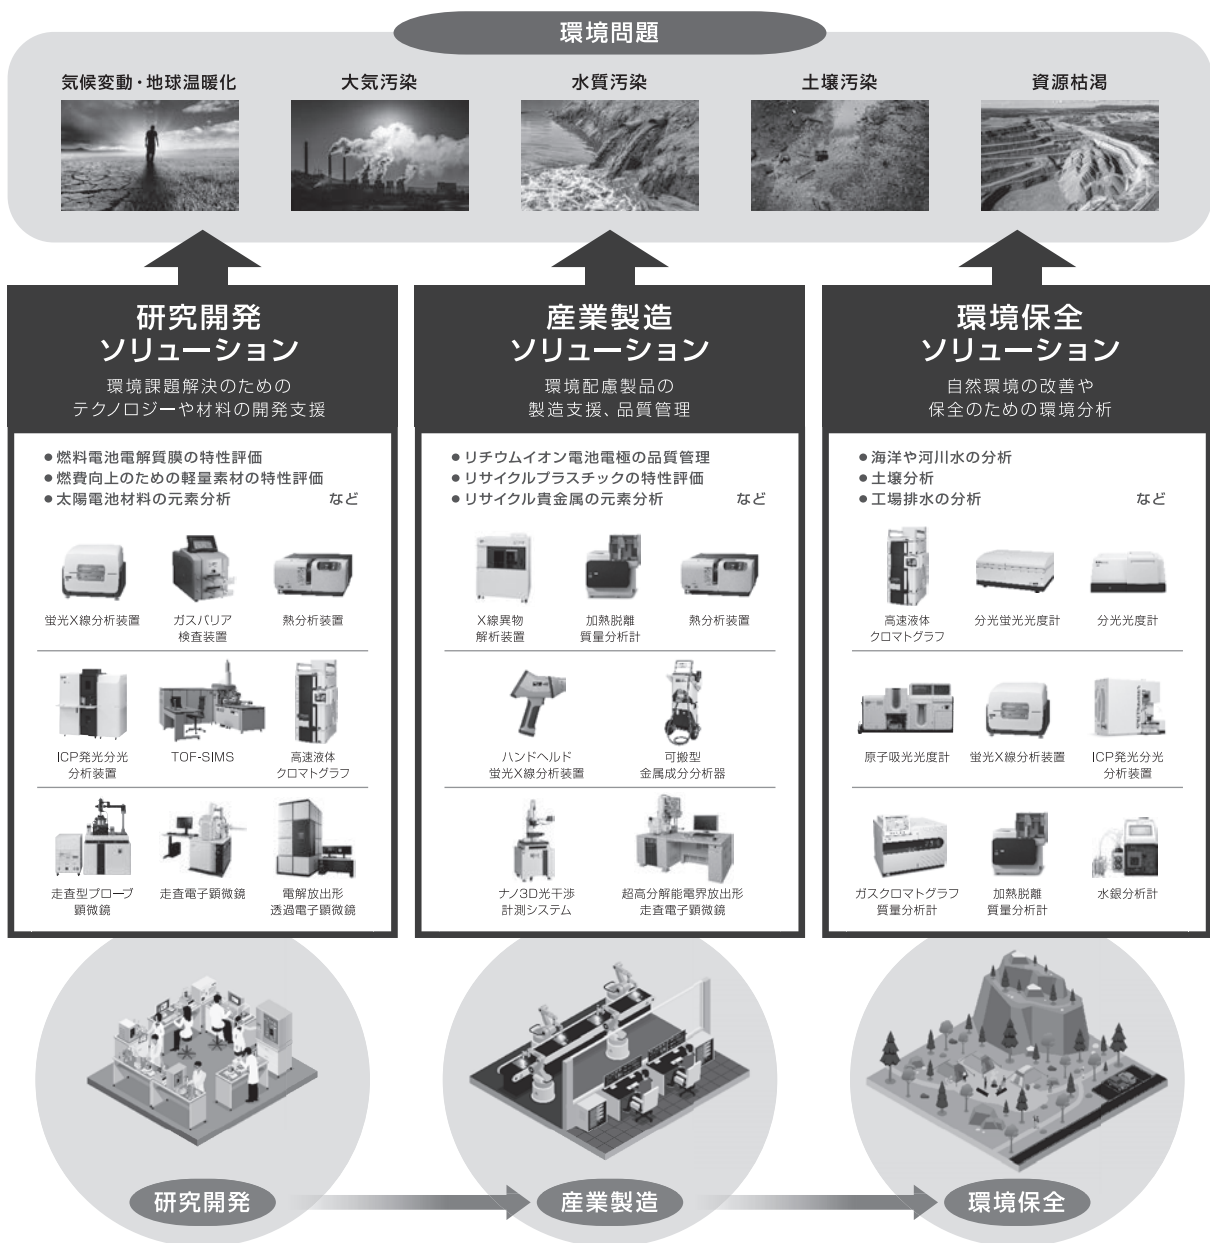 環境問題
気候変動・地球温暖化
大気汚染
水質汚染
土壌汚染
資源枯渇
研究開発
ソリューション
環境課題解決のための
テクノロジーや材料の開発支援
●燃料電池電解質膜の特性評価
●燃費向上のための軽量素材の特性評価
●太陽電池材料の元素分析 など
蛍光X線分析装置
ガスバリア
検査装置
熱分析装置
ICP発光分光
分析装置
TOF-SIMS
高速液体
クロマトグラフ
走査型プローブ
顕微鏡
走査電子顕微鏡
電解放出形
透過電子顕微鏡
産業製造
ソリューション
環境配慮製品の
製造支援、品質管理
●リチウムイオン電池電極の品質管理
●リサイクルプラスチックの特性評価
●リサイクル貴金属の元素分析 など
X線異物
解析装置
加熱脱離
質量分析計
熱分析装置
ハンドヘルド
蛍光X線分析装置
可搬型
金属成分分析器
ナノ3D光干渉
計測システム
超高分解能電界放出形
走査電子顕微鏡
環境保全
ソリューション
自然環境の改善や
保全のための環境分析
●海洋や河川水の分析
●土壌分析
●工場排水の分析 など
高速液体
クロマトグラフ
分光蛍光光度計
分光光度計
原子吸光光度計
蛍光X線分析装置
ICP発光分光
分析装置
ガスクロマトグラフ
質量分析計
加熱脱離
質量分析計
水銀分析計
研究開発
産業製造
環境保全